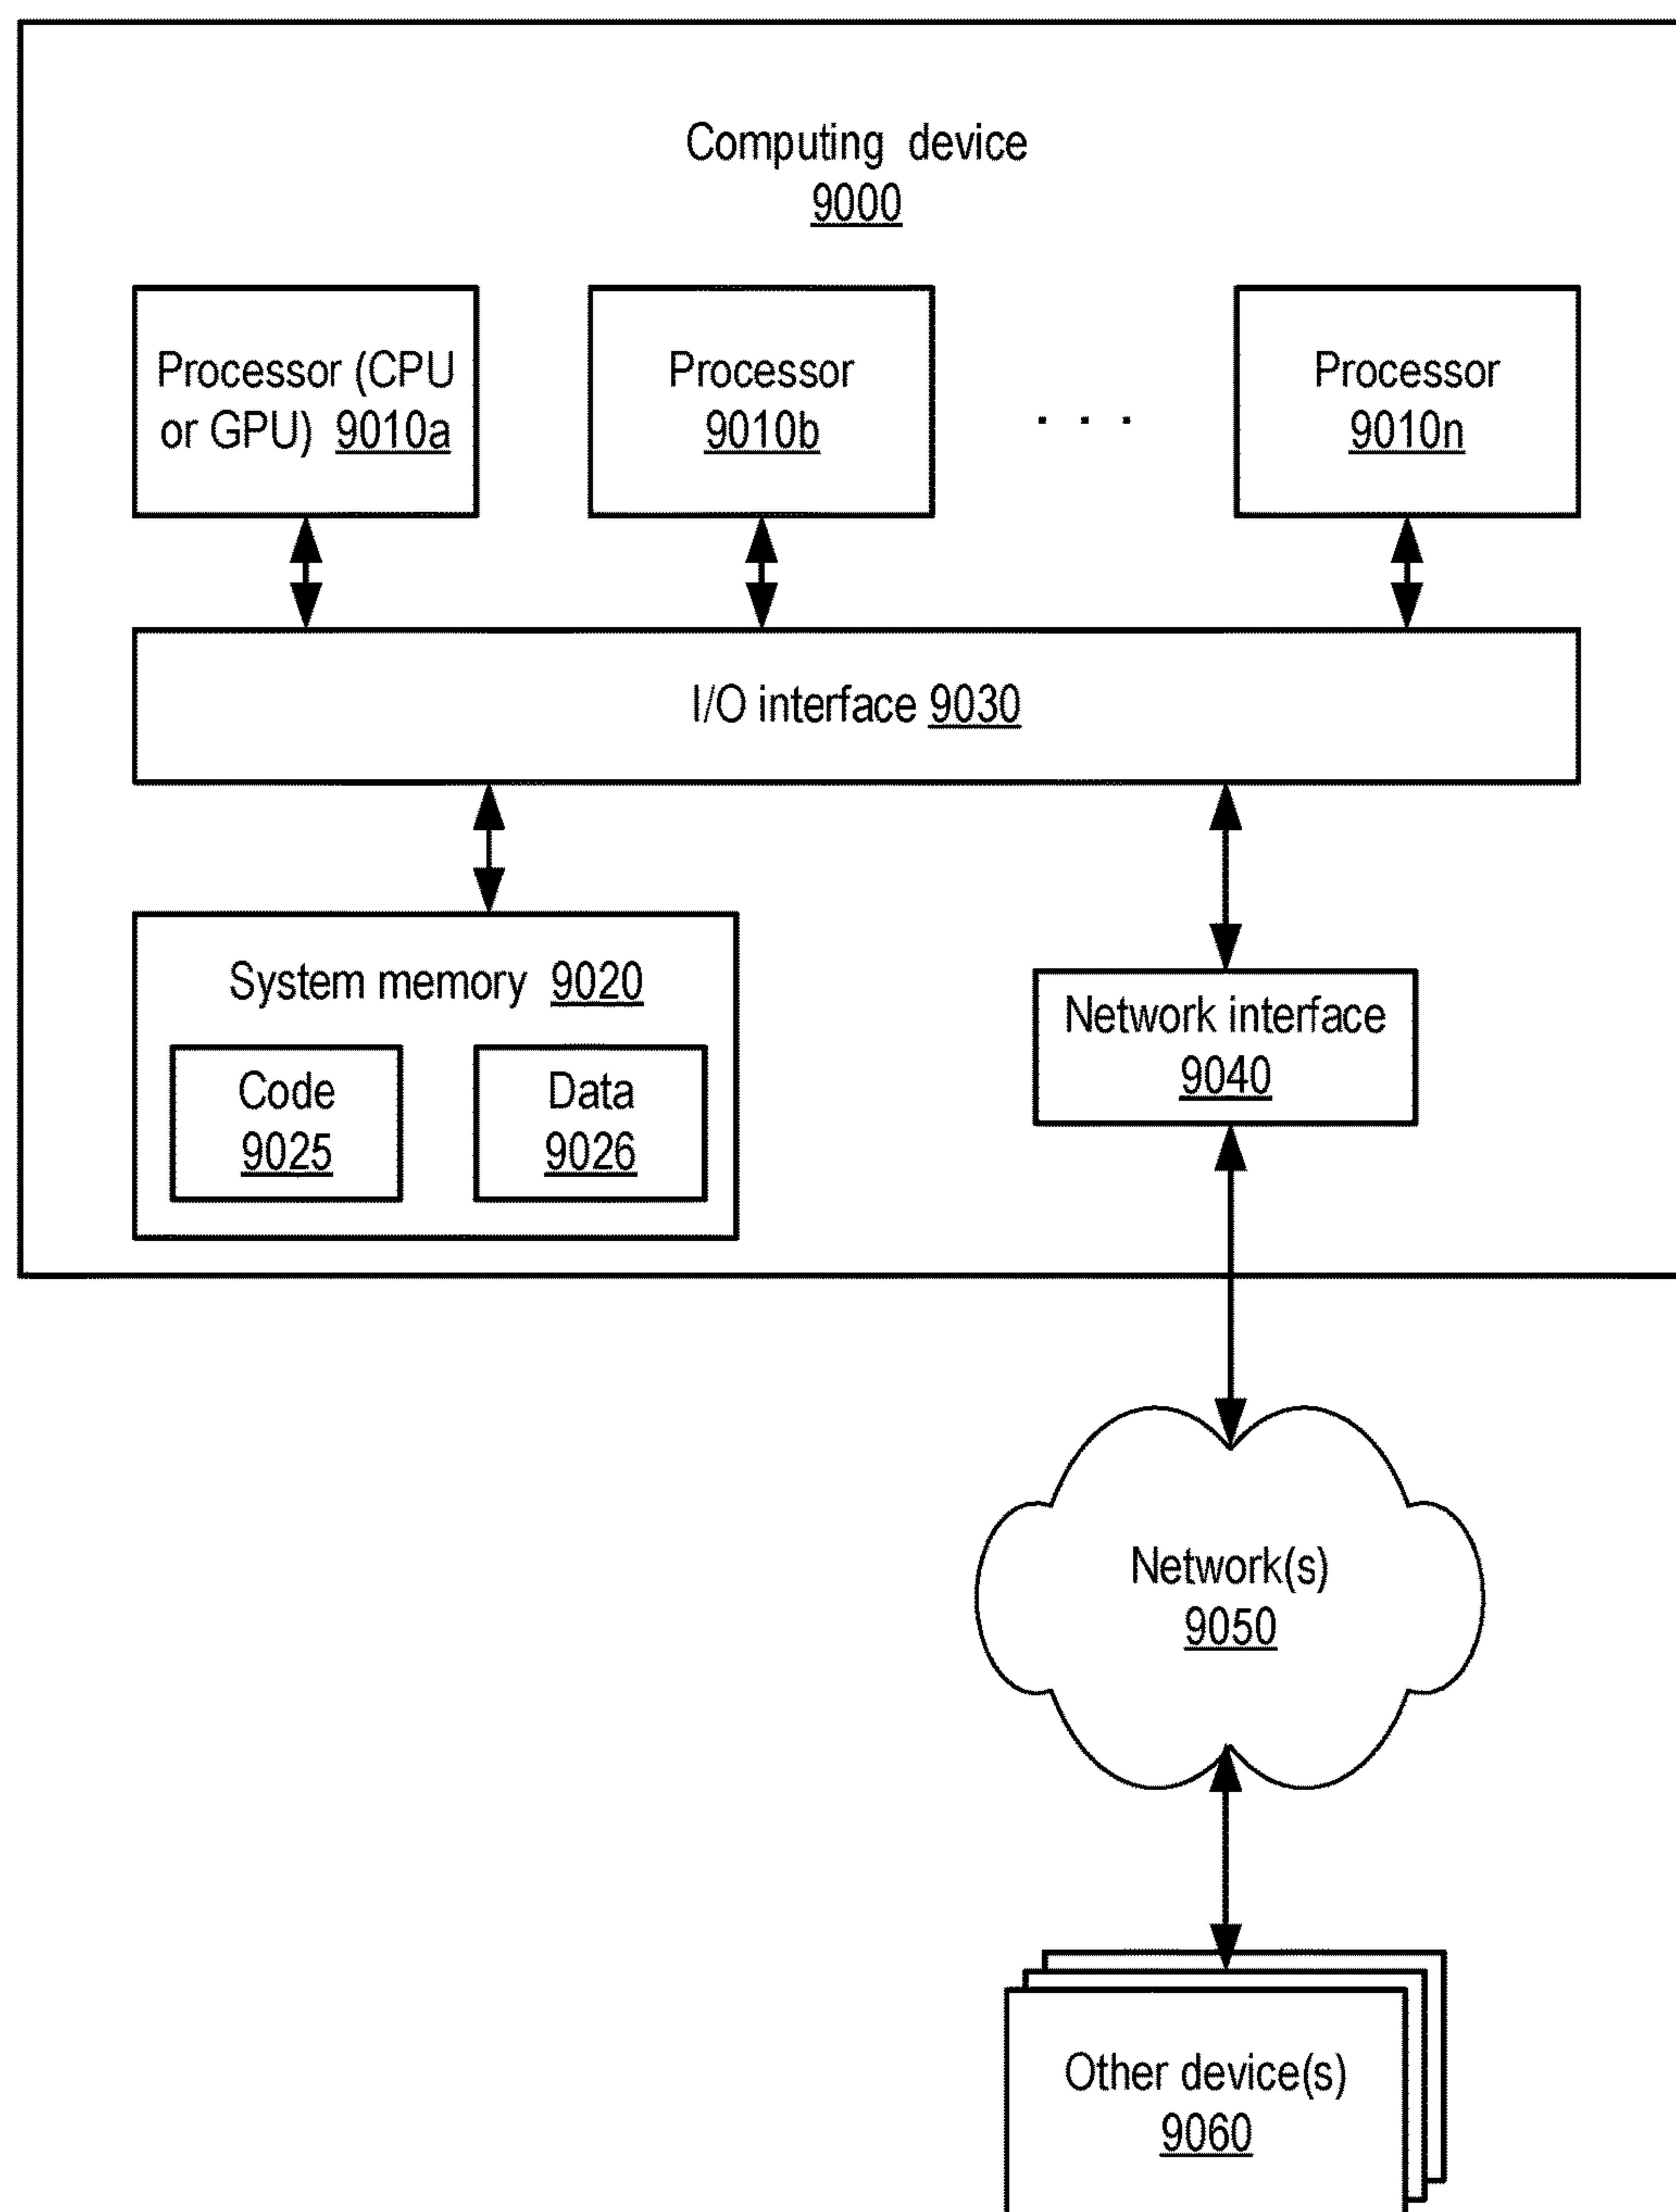 Computing device
9000
Processor (CPU
or GPU) 9010a
Processor
9010b
. . .
Processor
9010n
I/O interface 9030
System memory 9020
Code
9025
Data
9026
Network interface
9040
Network(s)
9050
Other device(s)
9060